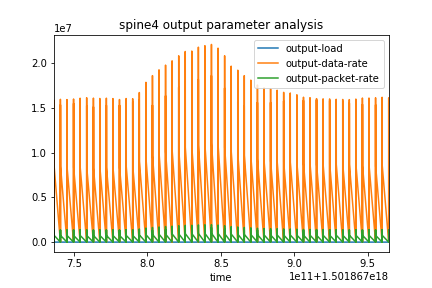 spine4 output parameter analysis
1e7
output-load
output-data-rate
output-packet-rate
2.0
1.5
1.0
0.5
0.0
7.5 8.0 8.5 9.0 9.5
time
1e11+1.501867e18